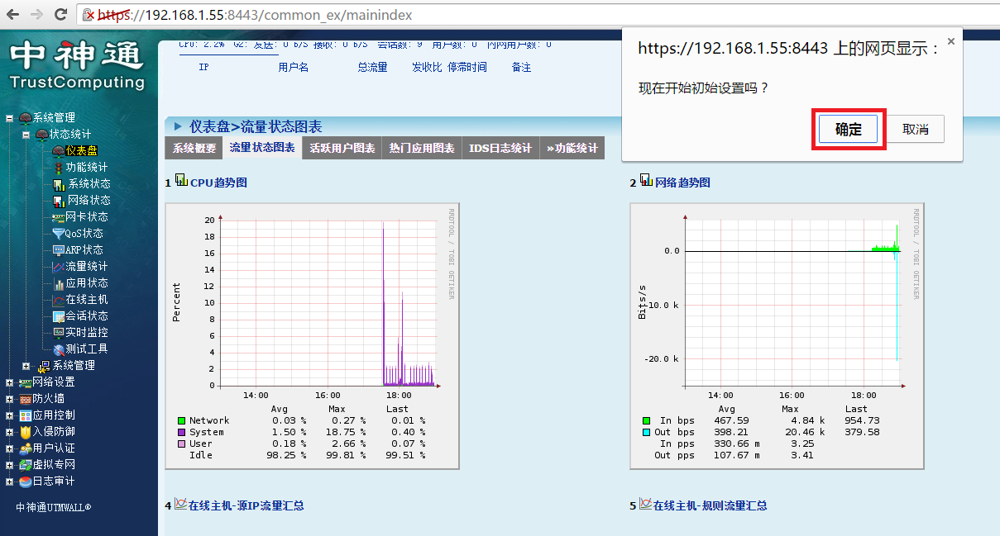 https://192.168.1.55:8443/common_ex/mainindex
中神通
TrustComputing
CPU: 2.2% G2: 发送: 0 b/S 接收: 0 b/S 会话数: 9 用户数: 0 内网用户数: 0
IP 用户名 总流量 发收比 停滞时间 备注
https://192.168.1.55:8443 上的网页显示：
×
现在开始初始设置吗？
确定 取消
系统管理
状态统计
仪表盘
功能统计
系统状态
网络状态
网卡状态
QoS状态
ARP状态
流量统计
应用状态
在线主机
会话状态
实时监控
测试工具
系统管理
网络设置
防火墙
应用控制
入侵防御
用户认证
虚拟专网
日志审计
中神通UTMWALL®
仪表盘>流量状态图表
系统概要 流量状态图表 活跃用户图表 热门应用图表 IDS日志统计 »功能统计
1 CPU趋势图
RRDTOOL / TOBI OETIKER
Percent
20
18
16
14
12
10
8
6
4
2
0
14:00 16:00 18:00
Avg Max Last
Network 0.03 % 0.27 % 0.01 %
System 1.50 % 18.75 % 0.40 %
User 0.18 % 2.66 % 0.07 %
Idle 98.25 % 99.81 % 99.51 %
2 网络趋势图
RRDTOOL / TOBI OETIKER
Bits/s
0.0
-10.0 k
-20.0 k
14:00 16:00 18:00
Avg Max Last
In bps 467.59 4.84 k 954.73
Out bps 398.21 20.46 k 379.58
In pps 330.66 m 3.25
Out pps 107.67 m 3.41
4 在线主机-源IP流量汇总
5 在线主机-规则流量汇总